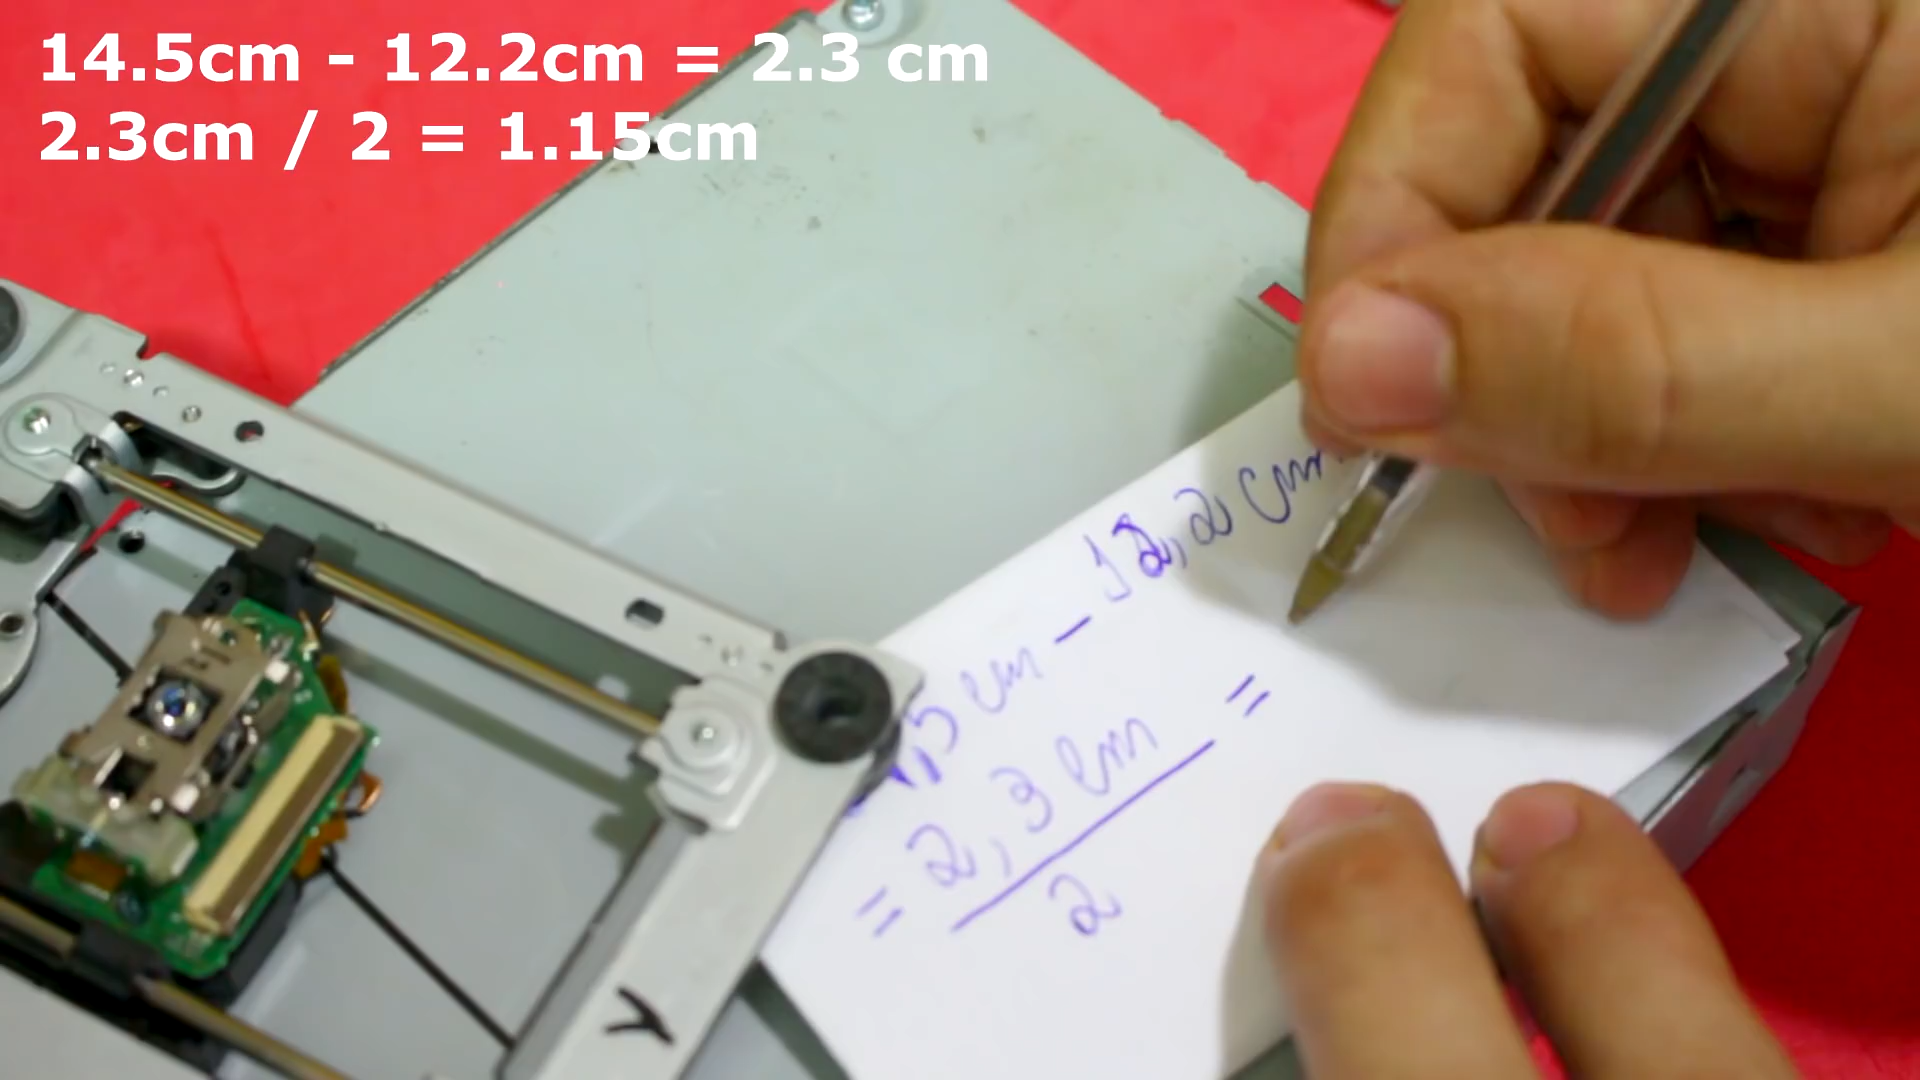 14.5cm - 12.2cm = 2.3 cm
2.3cm / 2 = 1.15cm
,5 cm - 12,2 cm
= 2,3 cm =
2
Y